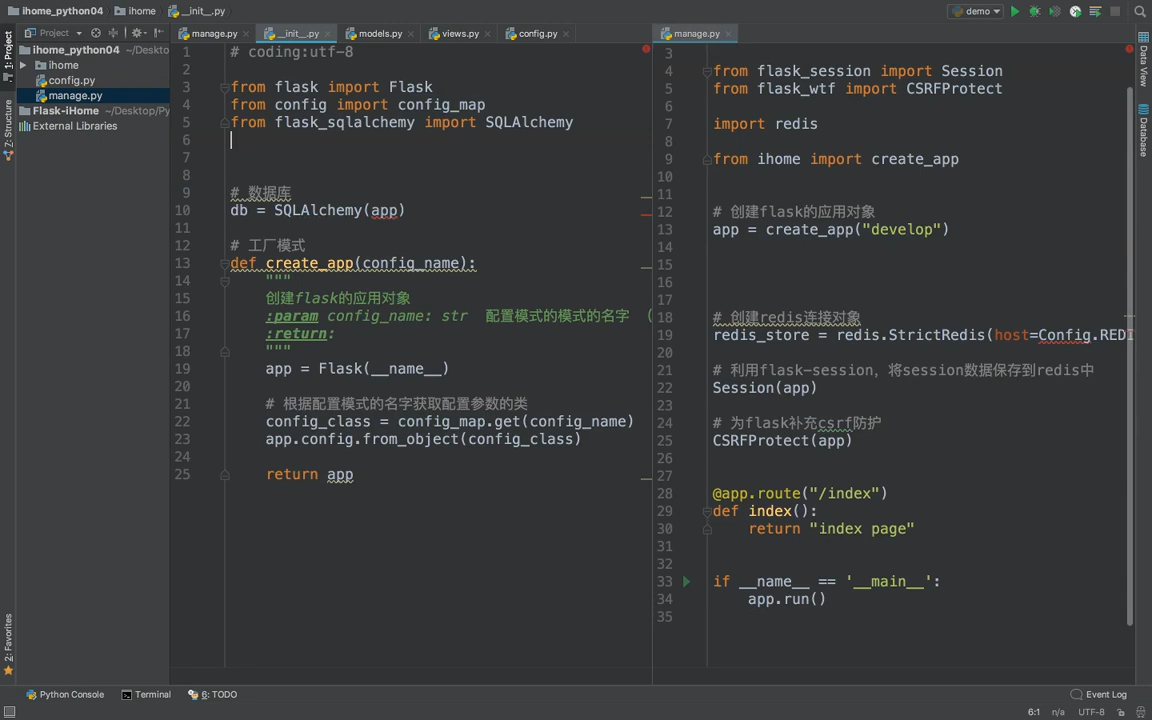 ihome_python04
ihome
__init__.py
demo
Project
ihome_python04 ~/Deskto
ihome
config.py
manage.py
Flask-iHome ~/Desktop/Py
External Libraries
1: Project
Z: Structure
2: Favorites
manage.py
__init__.py
models.py
views.py
config.py
1 # coding:utf-8
2
3 from flask import Flask
4 from config import config_map
5 from flask_sqlalchemy import SQLAlchemy
6
7
8
9 # 数据库
10 db = SQLAlchemy(app)
11
12 # 工厂模式
13 def create_app(config_name):
14 """
15 创建flask的应用对象
16 :param config_name: str 配置模式的模式的名字 (
17 :return:
18 """
19 app = Flask(__name__)
20
21 # 根据配置模式的名字获取配置参数的类
22 config_class = config_map.get(config_name)
23 app.config.from_object(config_class)
24
25 return app
manage.py
3
4 from flask_session import Session
5 from flask_wtf import CSRFProtect
6
7 import redis
8
9 from ihome import create_app
10
11
12 # 创建flask的应用对象
13 app = create_app("develop")
14
15
16
17
18 # 创建redis连接对象
19 redis_store = redis.StrictRedis(host=Config.REDI
20
21 # 利用flask-session, 将session数据保存到redis中
22 Session(app)
23
24 # 为flask补充csrf防护
25 CSRFProtect(app)
26
27
28 @app.route("/index")
29 def index():
30 return "index page"
31
32
33 if __name__ == '__main__':
34 app.run()
35
Data View
Database
Python Console
Terminal
6: TODO
Event Log
6:1 n/a UTF-8